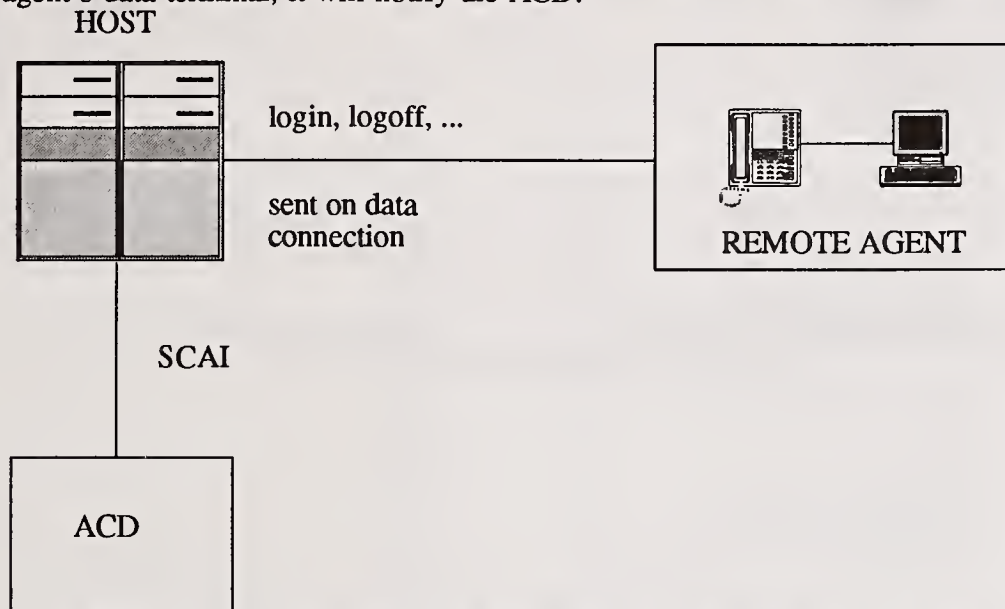 agent's data terminal, it will notify the ACD.
HOST
login, logoff, ...
sent on data
connection
REMOTE AGENT
SCAI
ACD